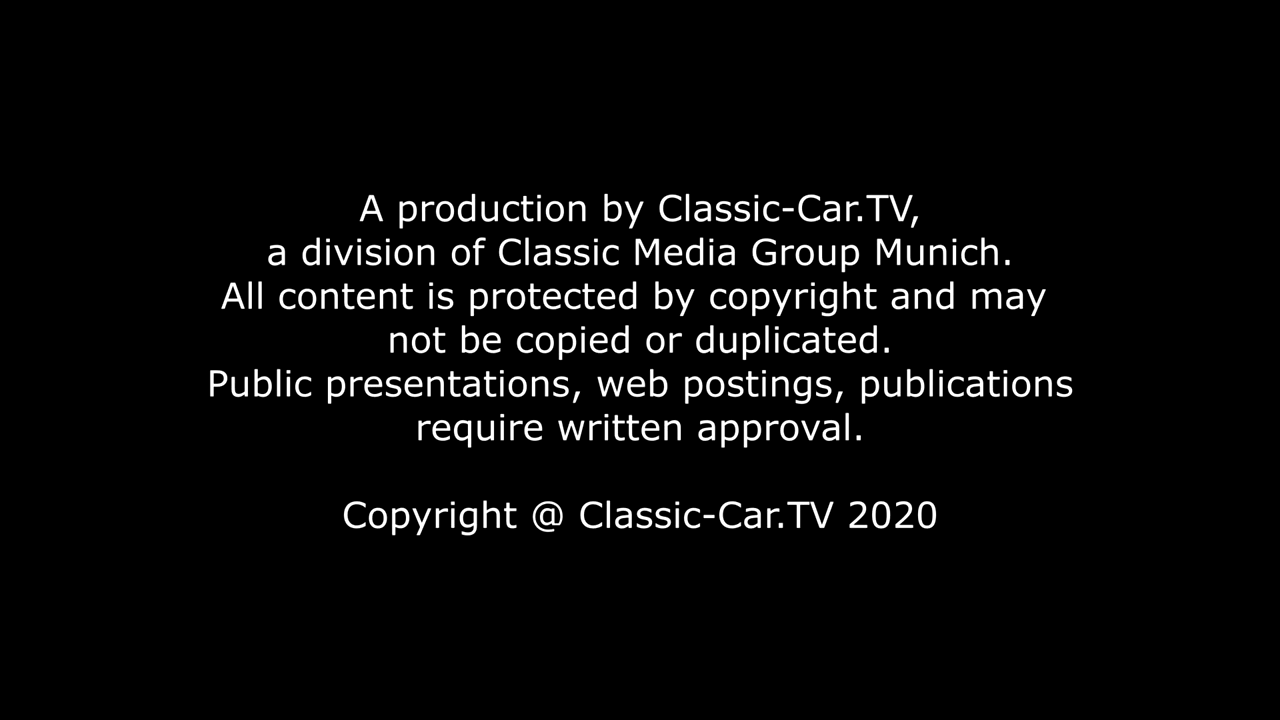 A production by Classic-Car.TV,
a division of Classic Media Group Munich.
All content is protected by copyright and may
not be copied or duplicated.
Public presentations, web postings, publications
require written approval.
Copyright @ Classic-Car.TV 2020